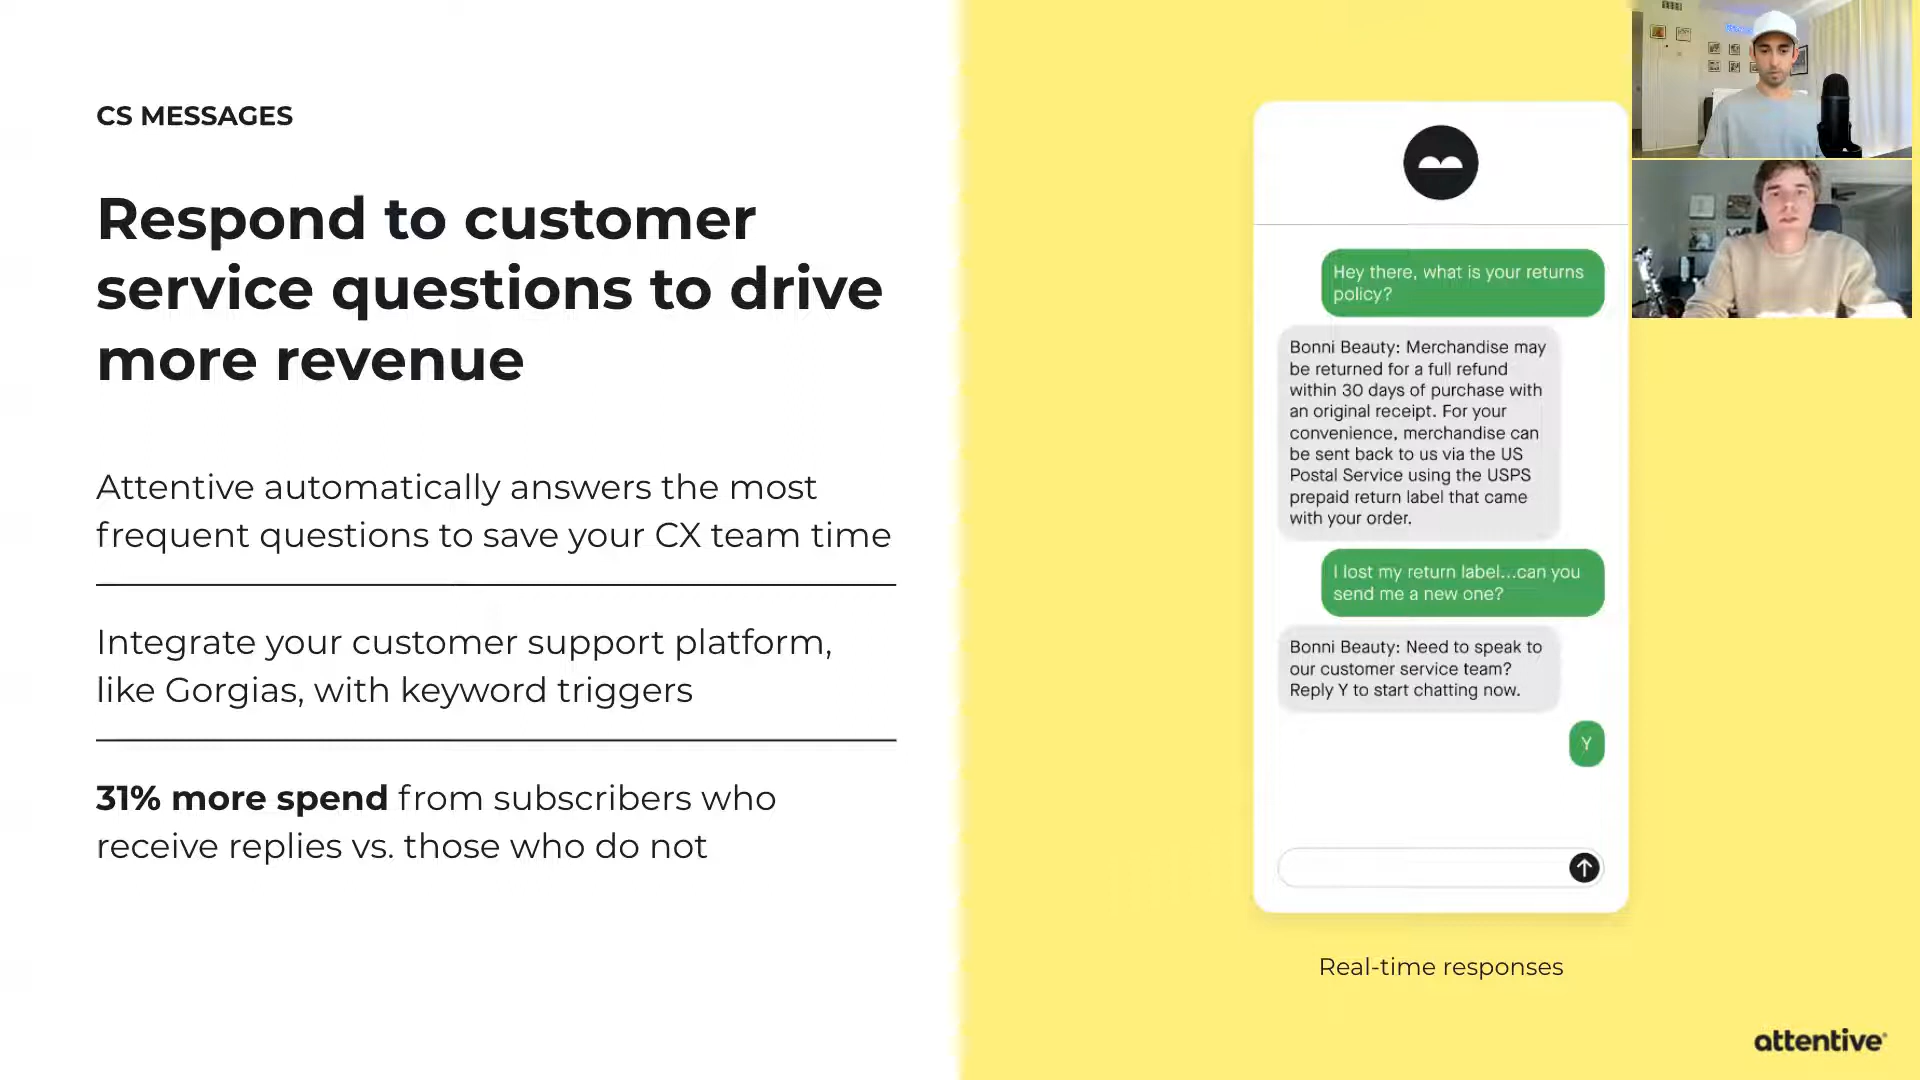 CS MESSAGES
Respond to customer
service questions to drive
more revenue
Attentive automatically answers the most
frequent questions to save your CX team time
Integrate your customer support platform,
like Gorgias, with keyword triggers
31% more spend from subscribers who
receive replies vs. those who do not
Hey there, what is your returns
policy?
Bonni Beauty: Merchandise may
be returned for a full refund
within 30 days of purchase with
an original receipt. For your
convenience, merchandise can
be sent back to us via the US
Postal Service using the USPS
prepaid return label that came
with your order.
I lost my return label...can you
send me a new one?
Bonni Beauty: Need to speak to
our customer service team?
Reply Y to start chatting now.
Y
Real-time responses
attentive